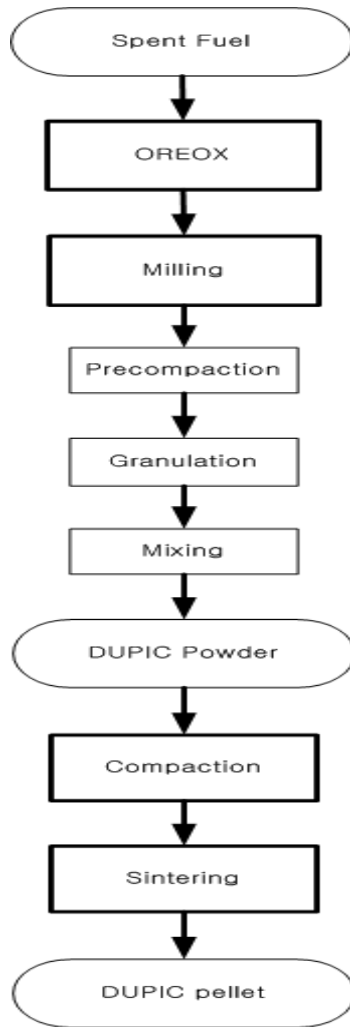 Spent Fuel
OREOX
Milling
Precompaction
Granulation
Mixing
DUPIC Powder
Compaction
Sintering
DUPIC pellet